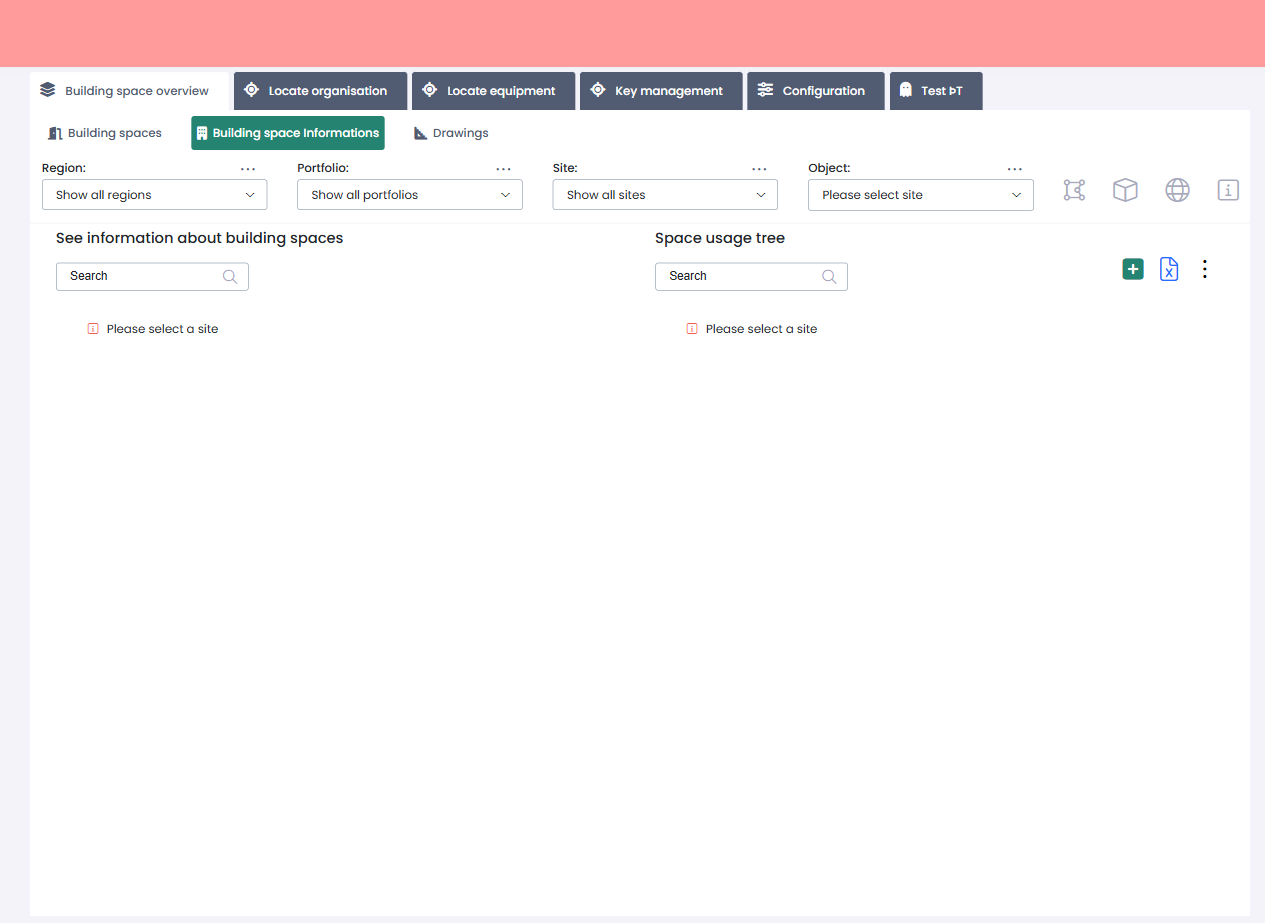 Building space overview
Locate organisation
Locate equipment
Key management
Configuration
Test ÞT
Building spaces
Building space Informations
Drawings
Region:
Portfolio:
Site:
Object:
Show all regions
Show all portfolios
Show all sites
Please select site
See information about building spaces
Space usage tree
Search
Search
Please select a site
Please select a site